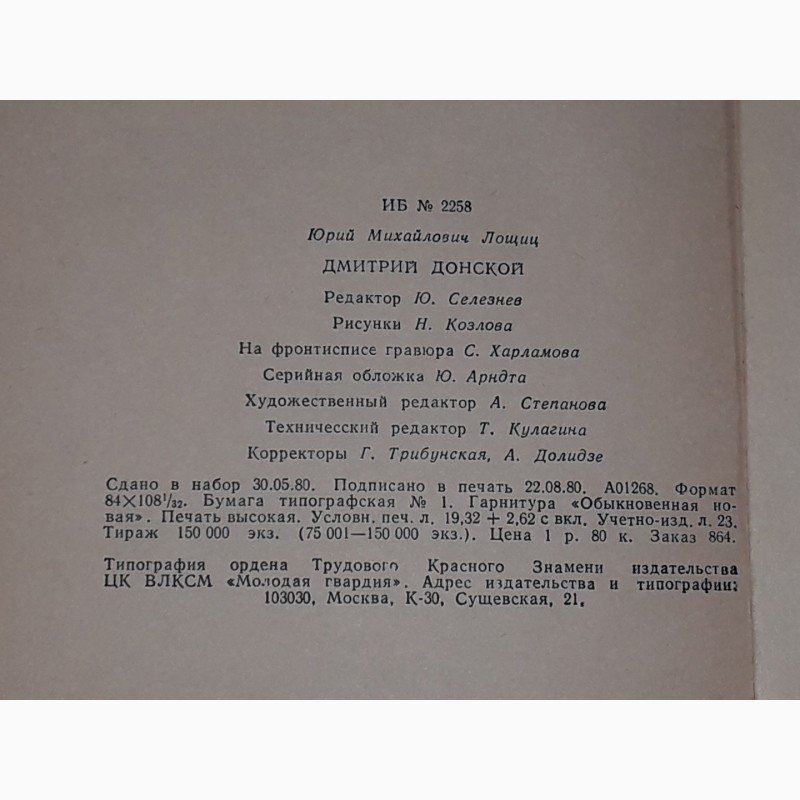 ИБ № 2258
Юрий Михайлович Лощиц
ДМИТРИЙ ДОНСКОЙ
Редактор Ю. Селезнев
Рисунки Н. Козлова
На фронтисписе гравюра С. Харламова
Серийная обложка Ю. Арндта
Художественный редактор А. Степанова
Техничесский редактор Т. Кулагина
Корректоры Г. Трибунская, А. Долидзе
Сдано в набор 30.05.80. Подписано в печать 22.08.80. А01268. Формат
84×108¹/₃₂. Бумага типографская № 1. Гарнитура «Обыкновенная но-
вая». Печать высокая. Условн. печ. л. 19,32 + 2,62 с вкл. Учетно-изд. л. 23.
Тираж 150 000 экз. (75 001—150 000 экз.). Цена 1 р. 80 к. Заказ 864.
Типография ордена Трудового Красного Знамени издательства
ЦК ВЛКСМ «Молодая гвардия». Адрес издательства и типографии:
103030, Москва, К-30, Сущевская, 21.